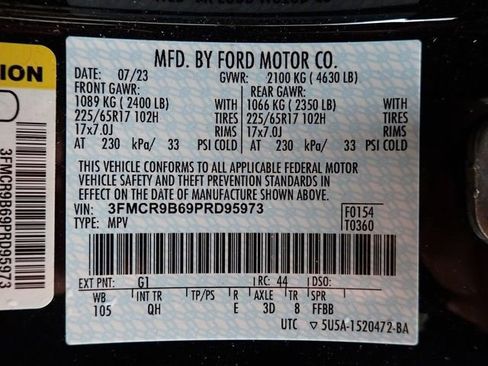 MFD. BY FORD MOTOR CO.
DATE: 07/23 GVWR: 2100 KG ( 4630 LB)
FRONT GAWR: REAR GAWR:
1089 KG ( 2400 LB) WITH 1066 KG ( 2350 LB) WITH
225/65R17 102H TIRES 225/65R17 102H TIRES
17x7.0J RIMS 17x7.0J RIMS
AT 230 kPa/ 33 PSI COLD AT 230 kPa/ 33 PSI COLD
THIS VEHICLE CONFORMS TO ALL APPLICABLE FEDERAL MOTOR
VEHICLE SAFETY AND THEFT PREVENTION STANDARDS IN
EFFECT ON THE DATE OF MANUFACTURE SHOWN ABOVE.
VIN: 3FMCR9B69PRD95973 F0154
TYPE: MPV T0360
EXT PNT: G1 RC: 44 DSO:
WB INT TR TP/PS R AXLE TR SPR
105 QH E 3D 8 FFBB
UTC ▽ 5U5A-1520472-BA
ION
3FMCR9B69PRD95973